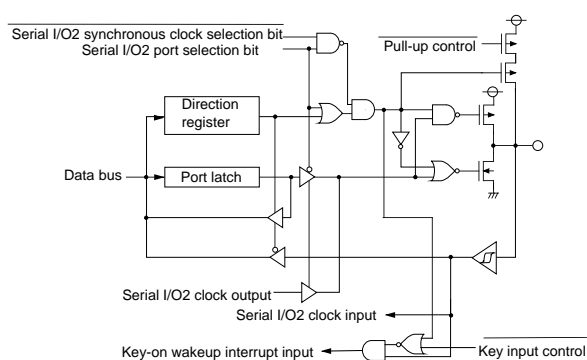 Serial I/O2 synchronous clock selection bit
Serial I/O2 port selection bit
Pull-up control
Direction
register
Data bus
Port latch
Serial I/O2 clock output
Serial I/O2 clock input
Key-on wakeup interrupt input
Key input control